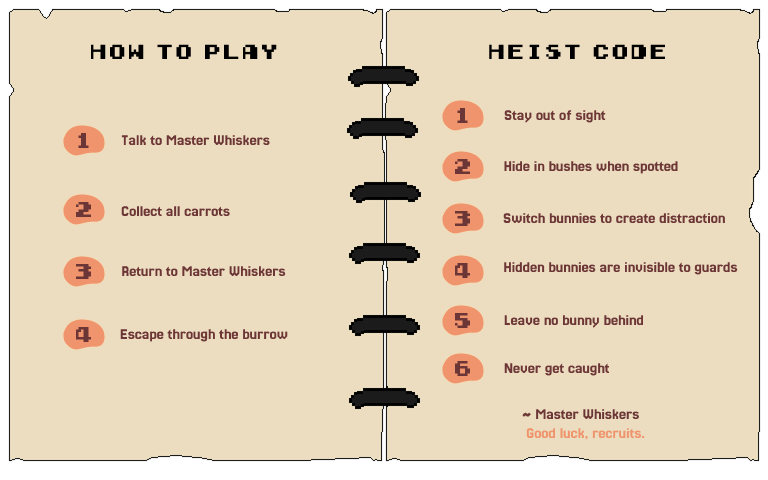 HOW TO PLAY
1 Talk to Master Whiskers
2 Collect all carrots
3 Return to Master Whiskers
4 Escape through the burrow
HEIST CODE
1 Stay out of sight
2 Hide in bushes when spotted
3 Switch bunnies to create distraction
4 Hidden bunnies are invisible to guards
5 Leave no bunny behind
6 Never get caught
~ Master Whiskers
Good luck, recruits.